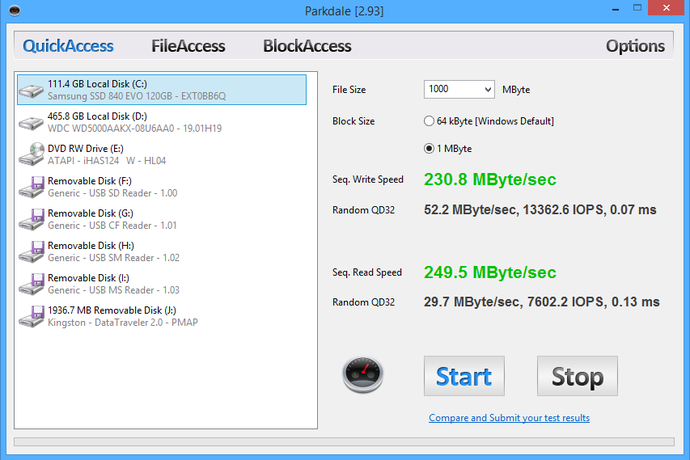 Parkdale [2.93]
QuickAccess FileAccess BlockAccess Options
111.4 GB Local Disk (C:)
Samsung SSD 840 EVO 120GB - EXT0BB6Q
465.8 GB Local Disk (D:)
WDC WD5000AAKX-08U6AA0 - 19.01H19
DVD RW Drive (E:)
ATAPI - iHAS124 W - HL04
Removable Disk (F:)
Generic - USB SD Reader - 1.00
Removable Disk (G:)
Generic - USB CF Reader - 1.01
Removable Disk (H:)
Generic - USB SM Reader - 1.02
Removable Disk (I:)
Generic - USB MS Reader - 1.03
1936.7 MB Removable Disk (J:)
Kingston - DataTraveler 2.0 - PMAP
File Size 1000 MByte
Block Size 64 kByte [Windows Default]
1 MByte
Seq. Write Speed 230.8 MByte/sec
Random QD32 52.2 MByte/sec, 13362.6 IOPS, 0.07 ms
Seq. Read Speed 249.5 MByte/sec
Random QD32 29.7 MByte/sec, 7602.2 IOPS, 0.13 ms
Start Stop
Compare and Submit your test results